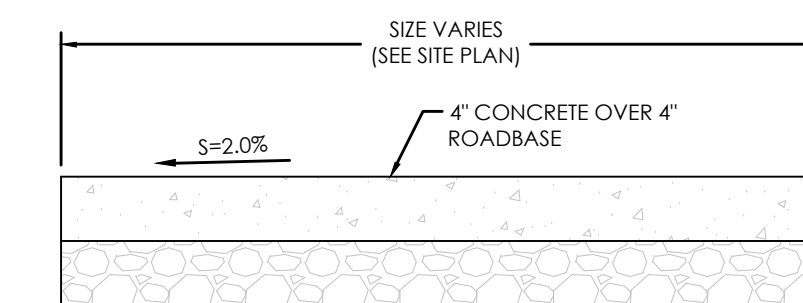 SIZE VARIES
(SEE SITE PLAN)
4" CONCRETE OVER 4"
ROADBASE
S=2.0%